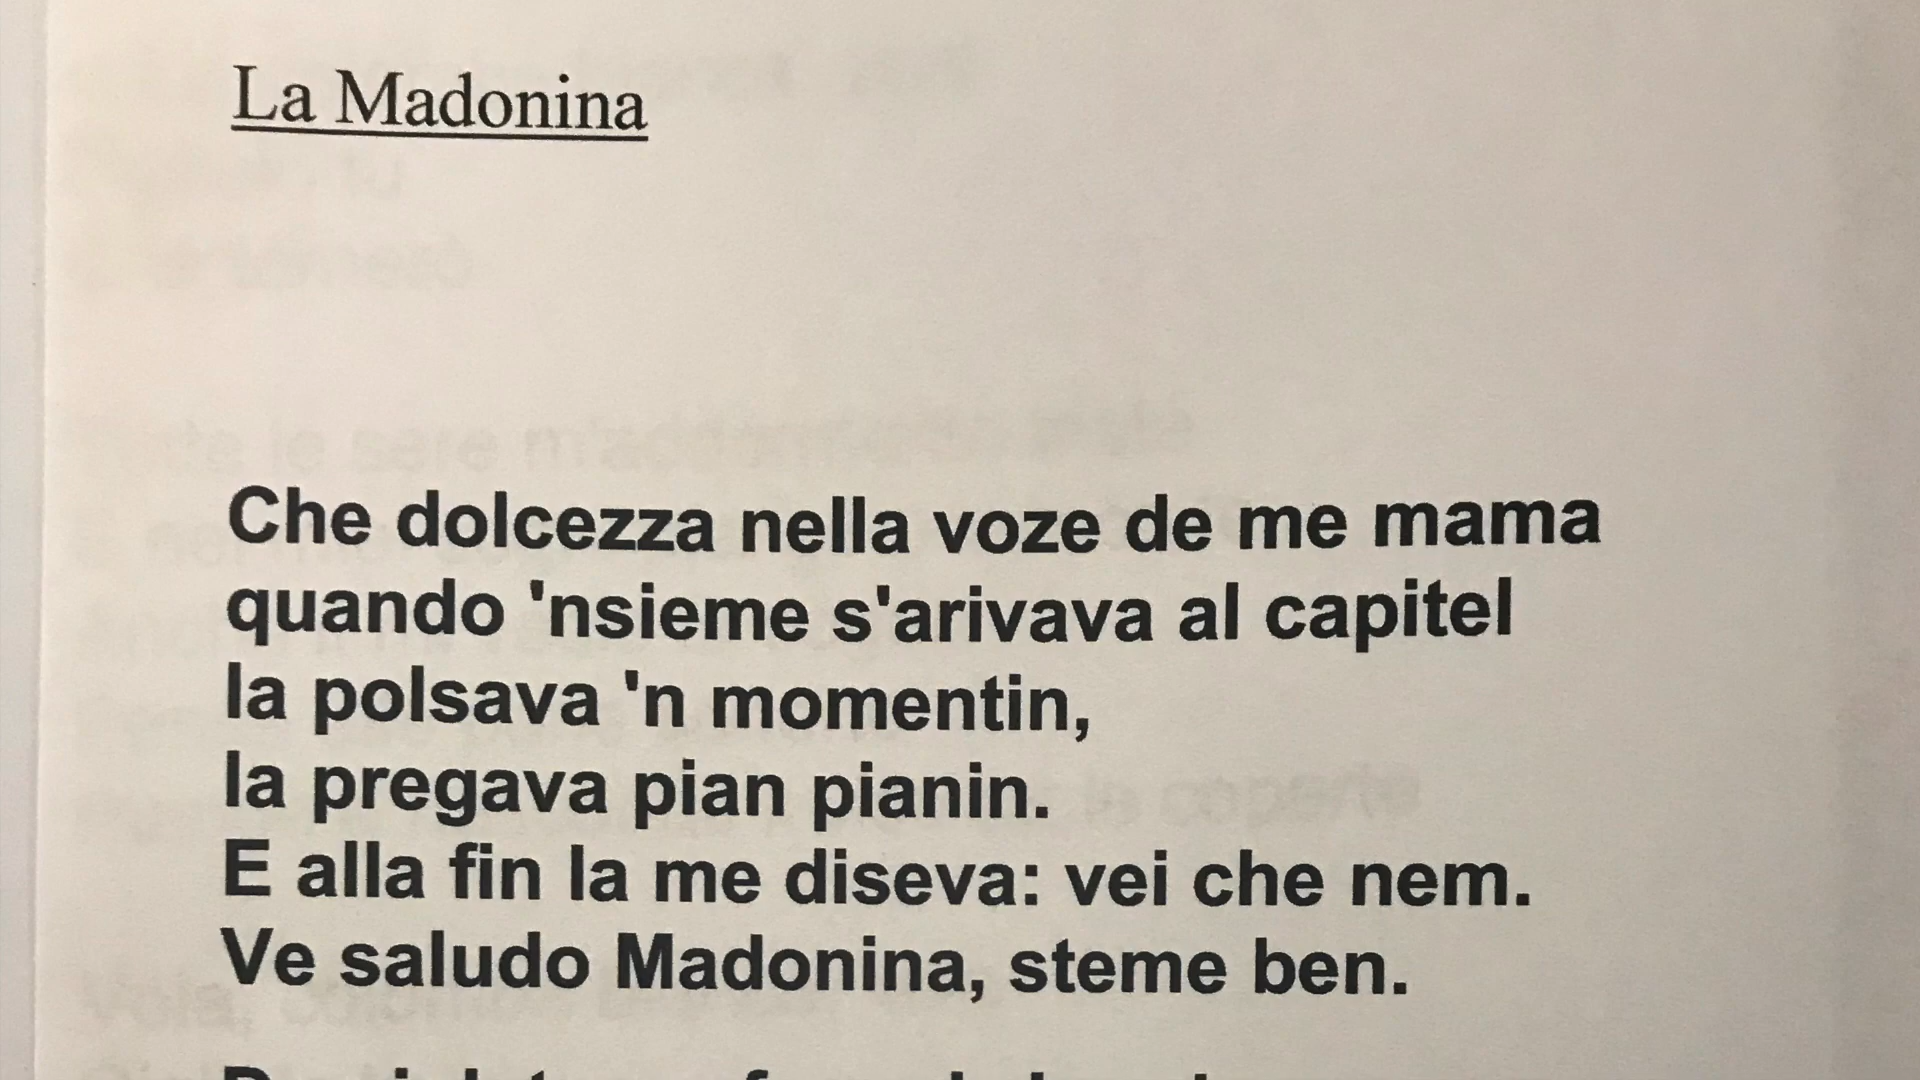 La Madonina
Che dolcezza nella voze de me mama
quando 'nsieme s'arivava al capitel
la polsava 'n momentin,
la pregava pian pianin.
E alla fin la me diseva: vei che nem.
Ve saludo Madonina, steme ben.